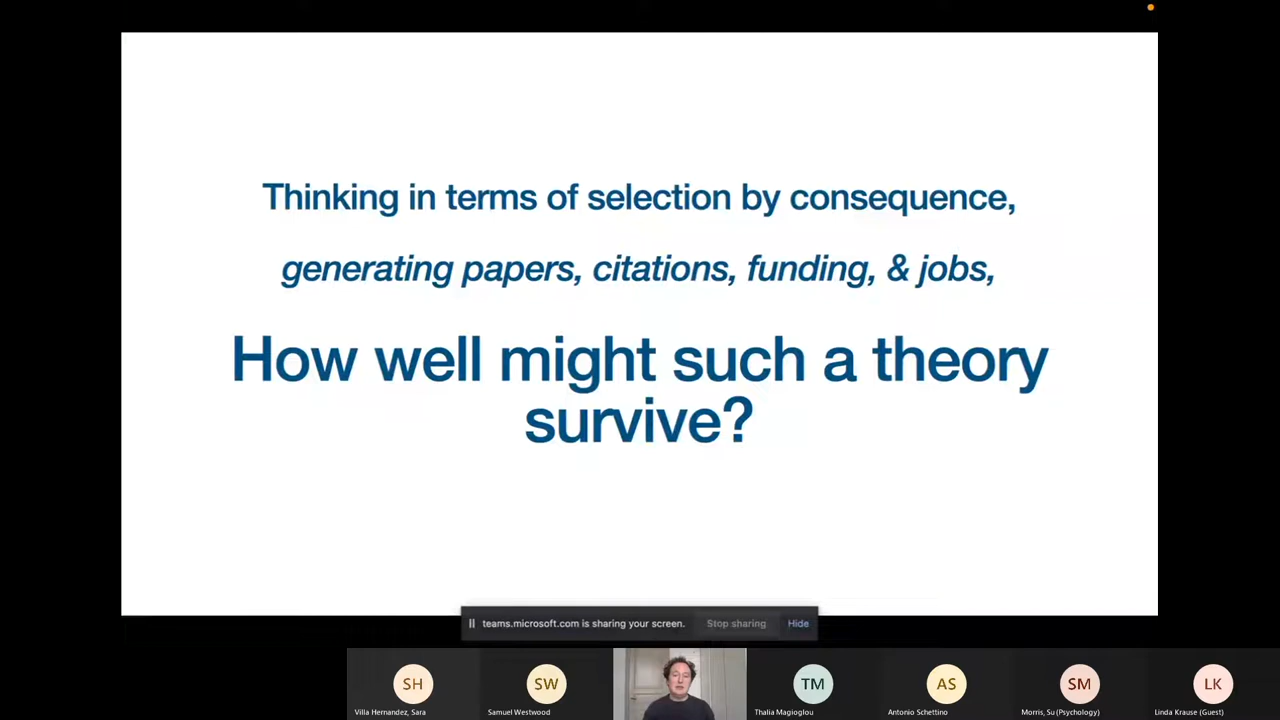 Thinking in terms of selection by consequence,
generating papers, citations, funding, & jobs,
How well might such a theory
survive?
teams.microsoft.com is sharing your screen.
Stop sharing
Hide
SH
SW
TM
AS
SM
LK
Villa Hernandez, Sara
Samuel Westwood
Thalia Magioglou
Antonio Schettino
Morris, Su (Psychology)
Linda Krause (Guest)